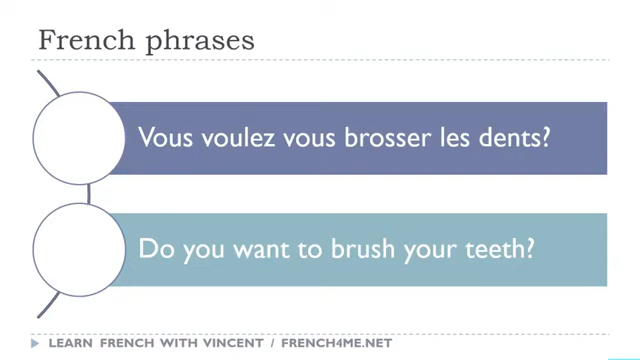 French phrases
Vous voulez vous brosser les dents?
Do you want to brush your teeth?
LEARN FRENCH WITH VINCENT / FRENCH4ME.NET